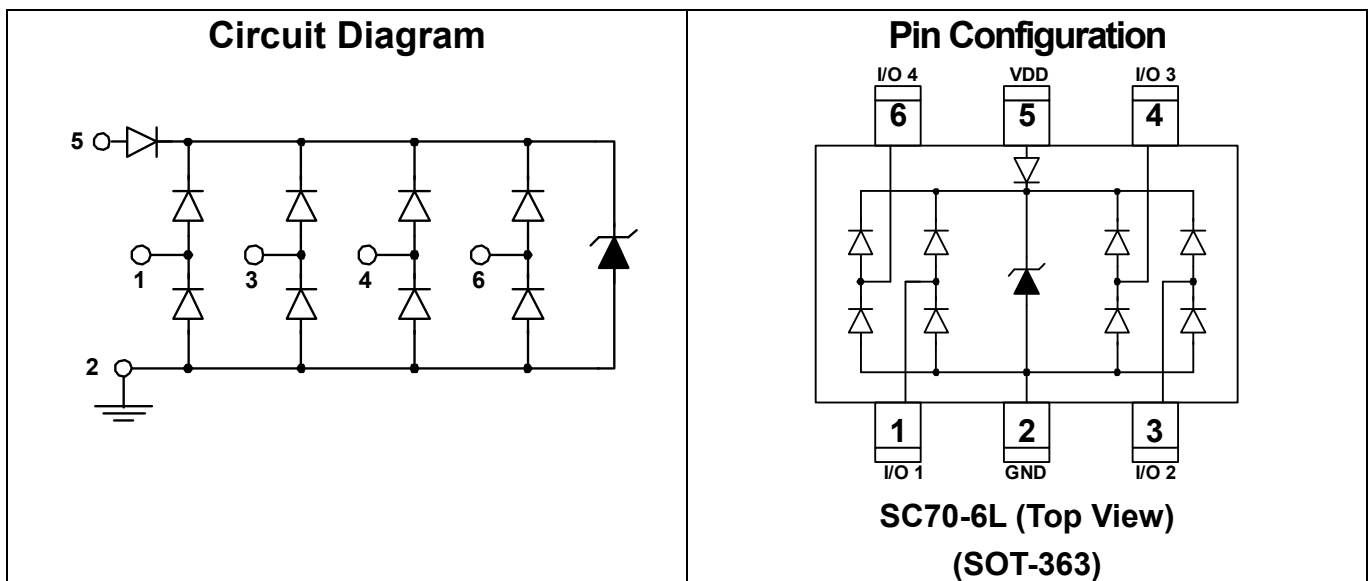 Circuit Diagram
5
1
3
4
6
2
Pin Configuration
I/O 4 VDD I/O 3
6 5 4
1 2 3
I/O 1 GND I/O 2
SC70-6L (Top View)
(SOT-363)